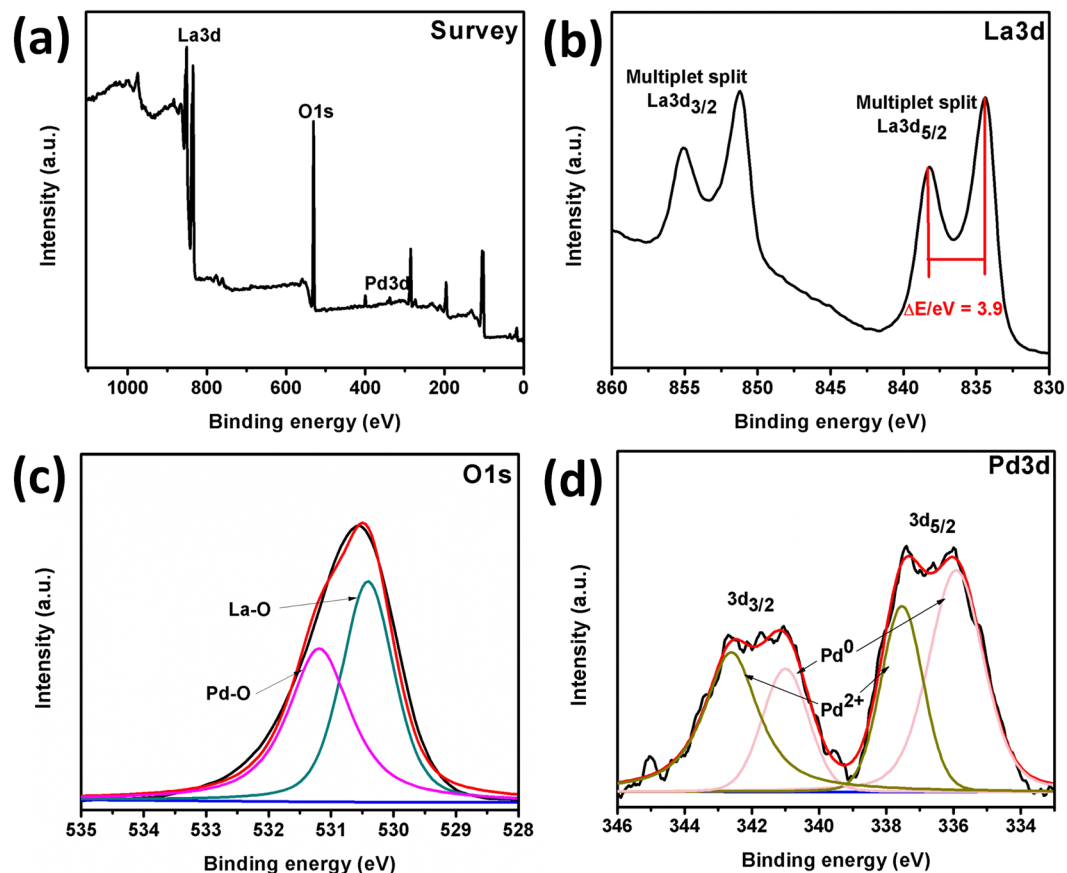 (a)
Survey
La3d
O1s
Pd3d
Intensity (a.u.)
1000 800 600 400 200 0
Binding energy (eV)
(b)
La3d
Multiplet split
La3d3/2
Multiplet split
La3d5/2
ΔE/eV = 3.9
Intensity (a.u.)
860 855 850 845 840 835 830
Binding energy (eV)
(c)
O1s
La-O
Pd-O
Intensity (a.u.)
535 534 533 532 531 530 529 528
Binding energy (eV)
(d)
Pd3d
3d5/2
3d3/2
Pd0
Pd2+
Intensity (a.u.)
346 344 342 340 338 336 334
Binding energy (eV)